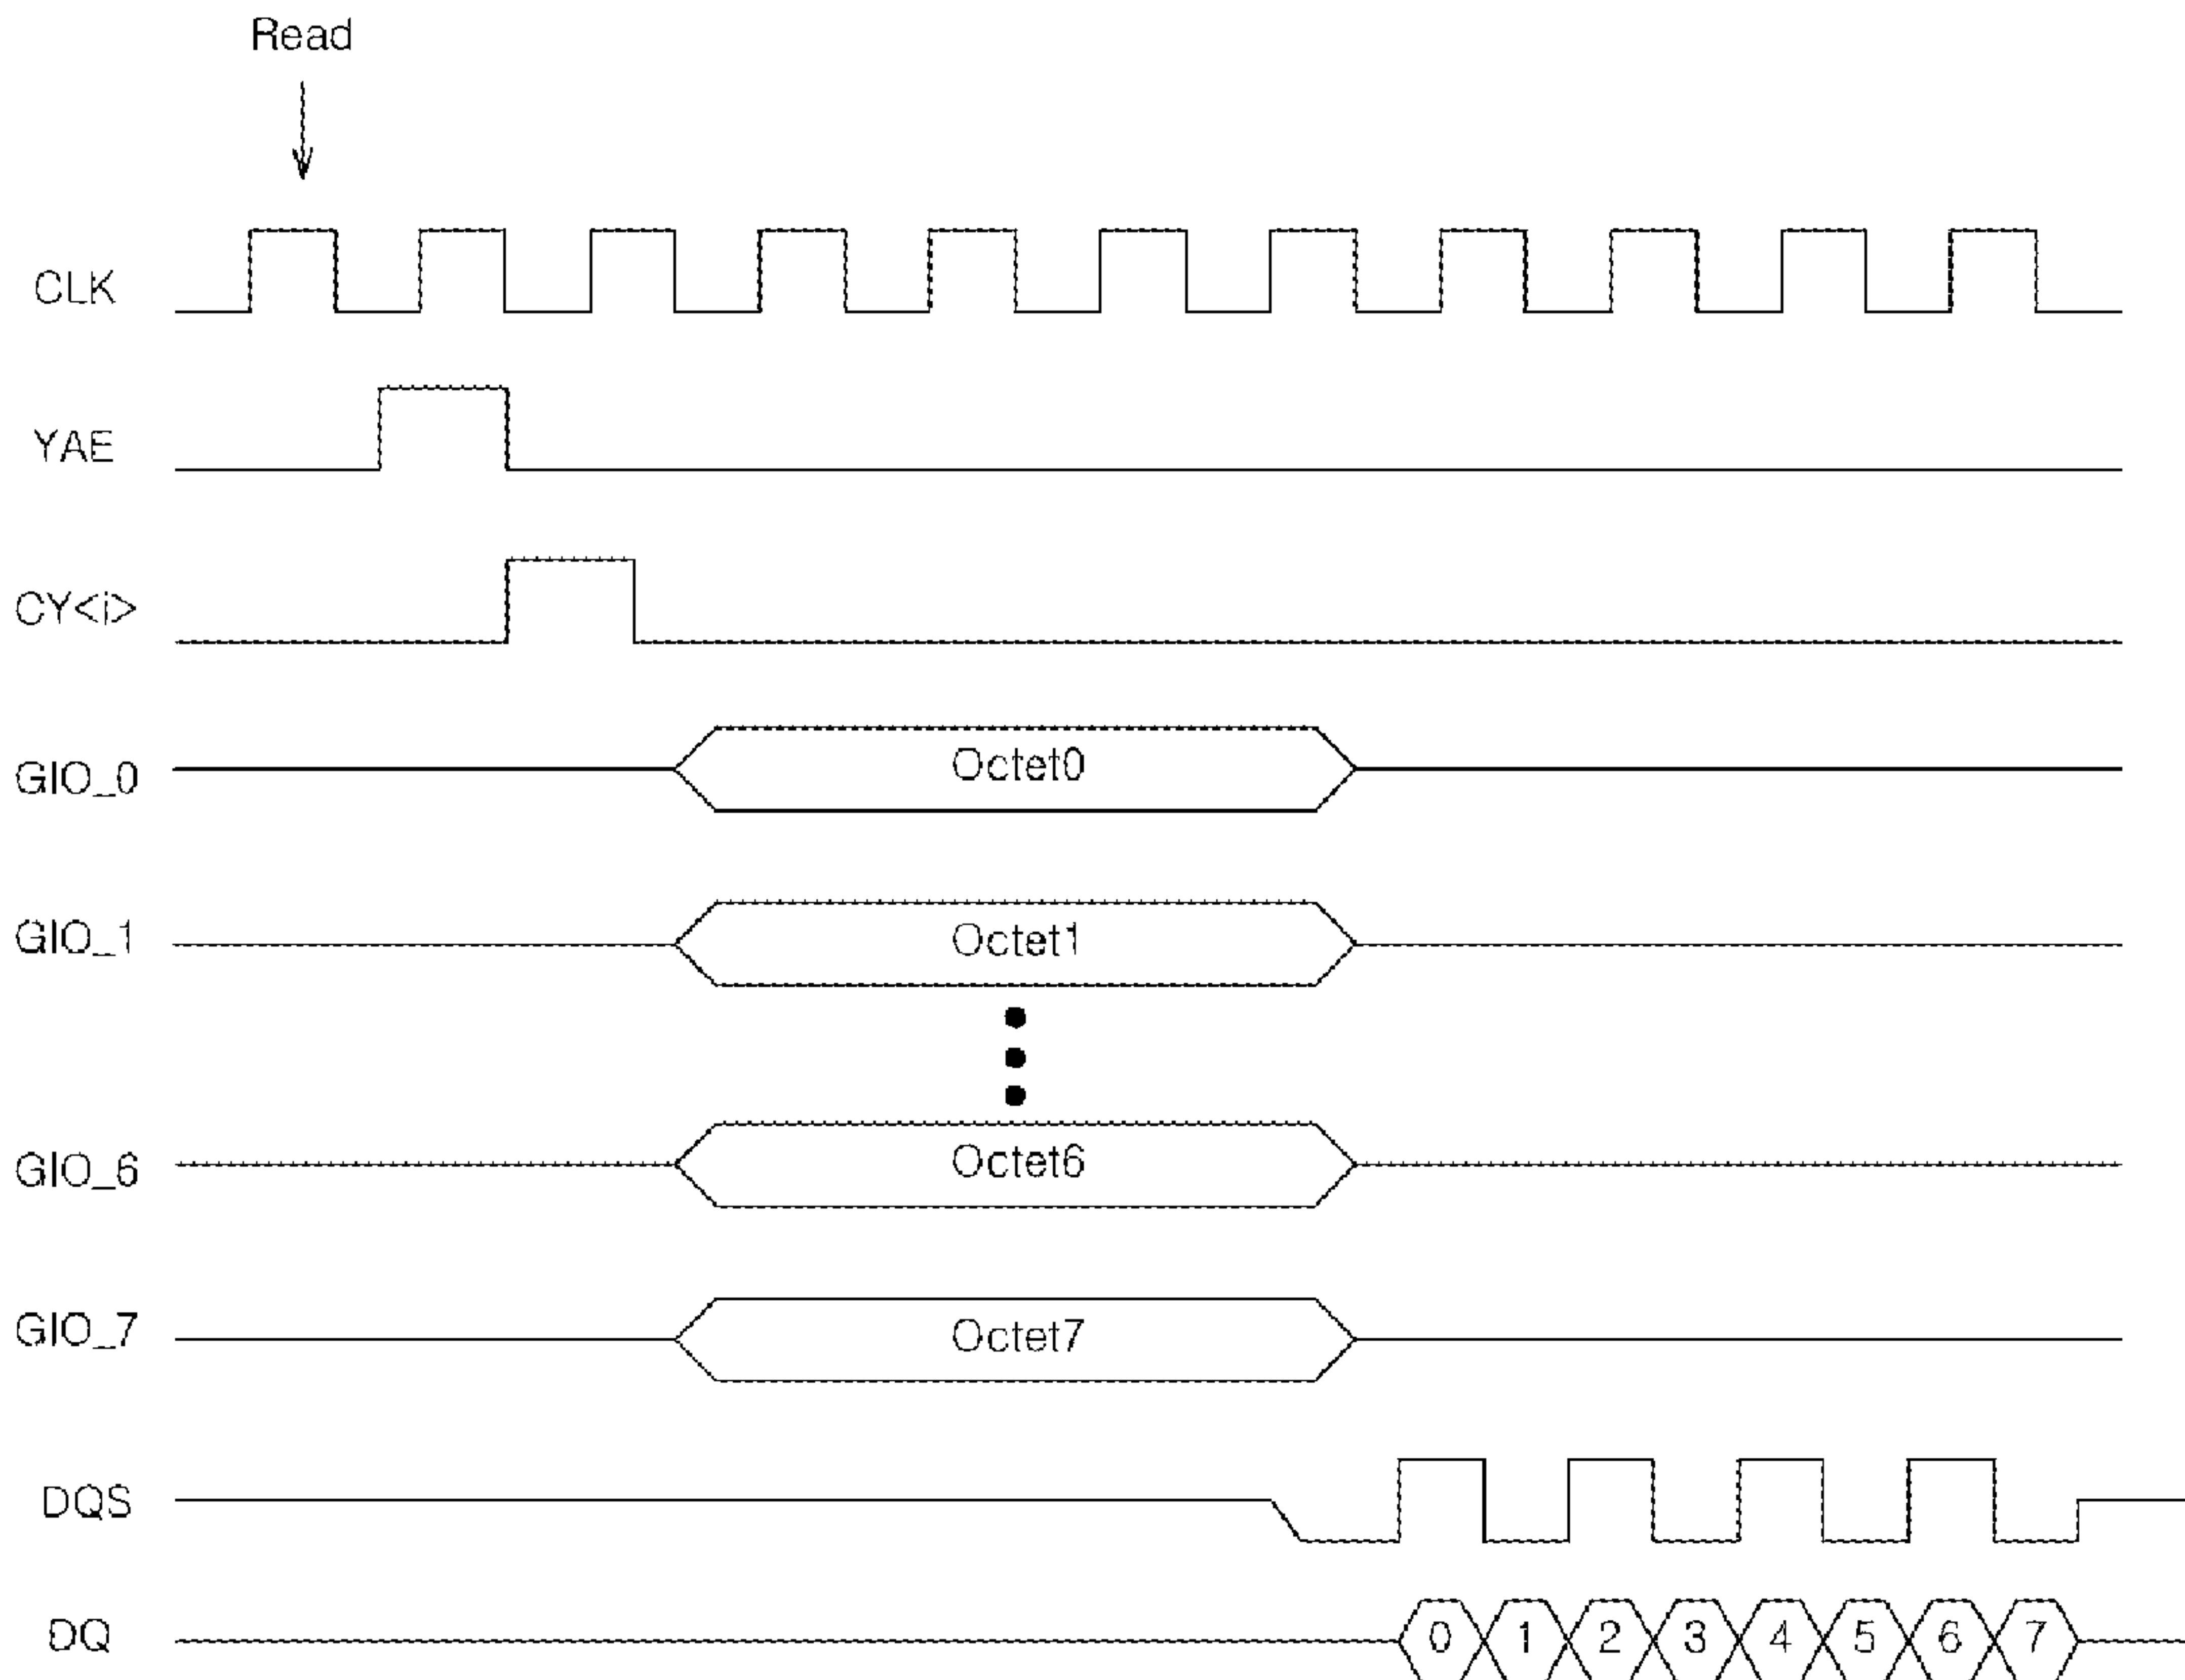 Read
CLK
YAE
CY<i>
GIO_0 Octet0
GIO_1 Octet1
GIO_6 Octet6
GIO_7 Octet7
DQS
DQ 0 1 2 3 4 5 6 7